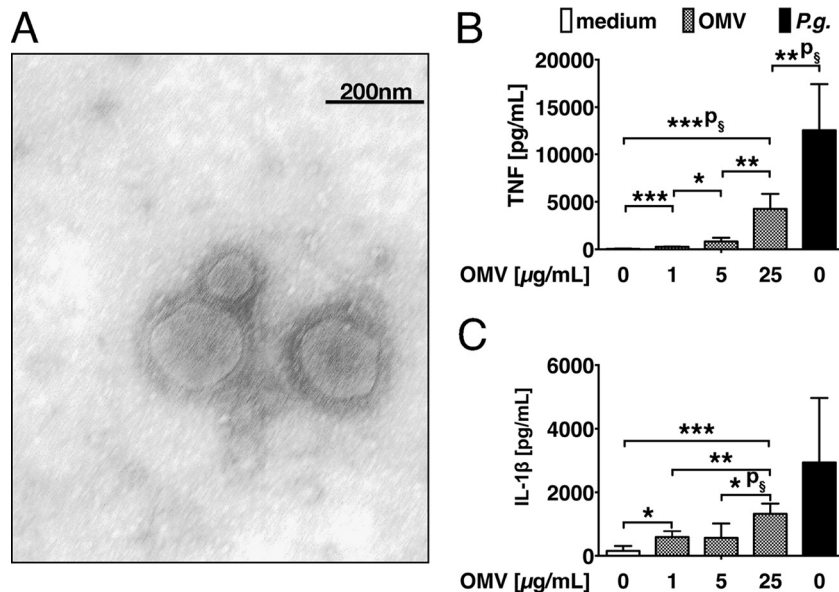 A
200nm
B
medium OMV P.g.
TNF [pg/mL]
20000
15000
10000
5000
0
***
*
**
***p§
**p§
OMV [µg/mL] 0 1 5 25 0
C
IL-1β [pg/mL]
6000
4000
2000
0
***
**
*p§
*
OMV [µg/mL] 0 1 5 25 0